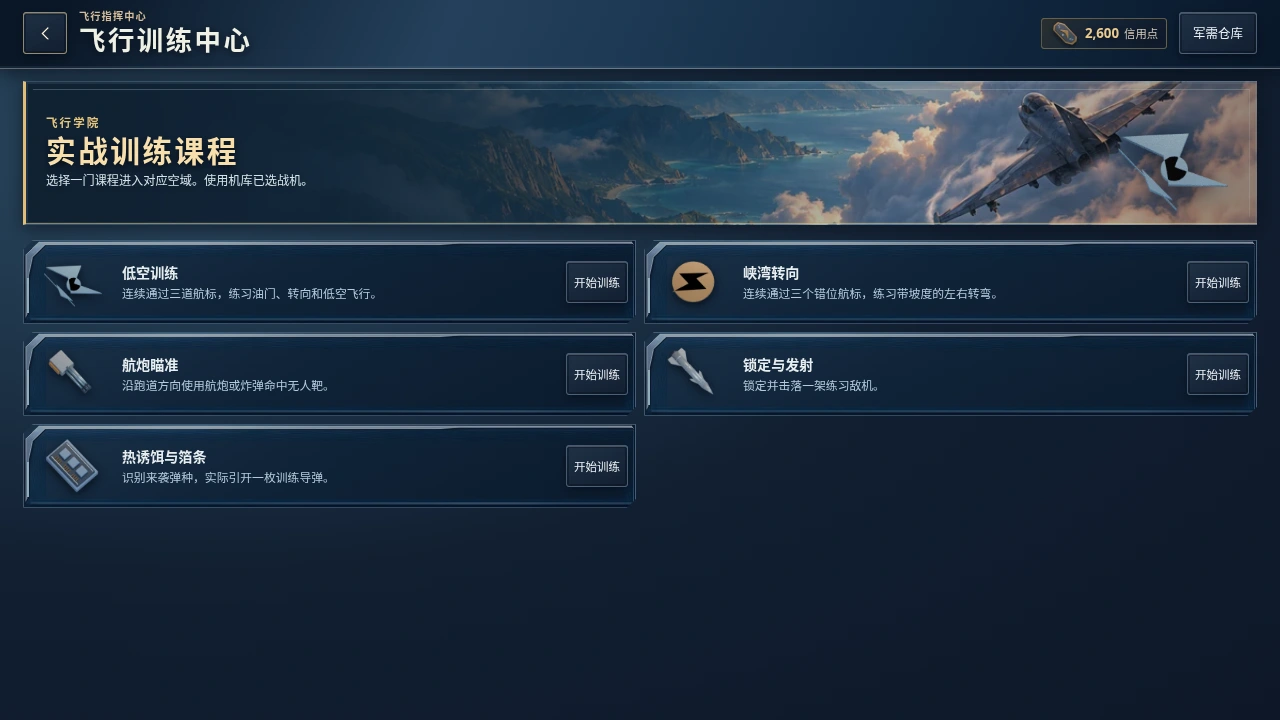 飞行指挥中心
飞行训练中心
2,600 信用点
军需仓库
飞行学院
实战训练课程
选择一门课程进入对应空域。使用机库已选战机。
低空训练
连续通过三道航标，练习油门、转向和低空飞行。
开始训练
峡湾转向
连续通过三个错位航标，练习带坡度的左右转弯。
开始训练
航炮瞄准
沿跑道方向使用航炮或炸弹命中无人靶。
开始训练
锁定与发射
锁定并击落一架练习敌机。
开始训练
热诱饵与箔条
识别来袭弹种，实际引开一枚训练导弹。
开始训练